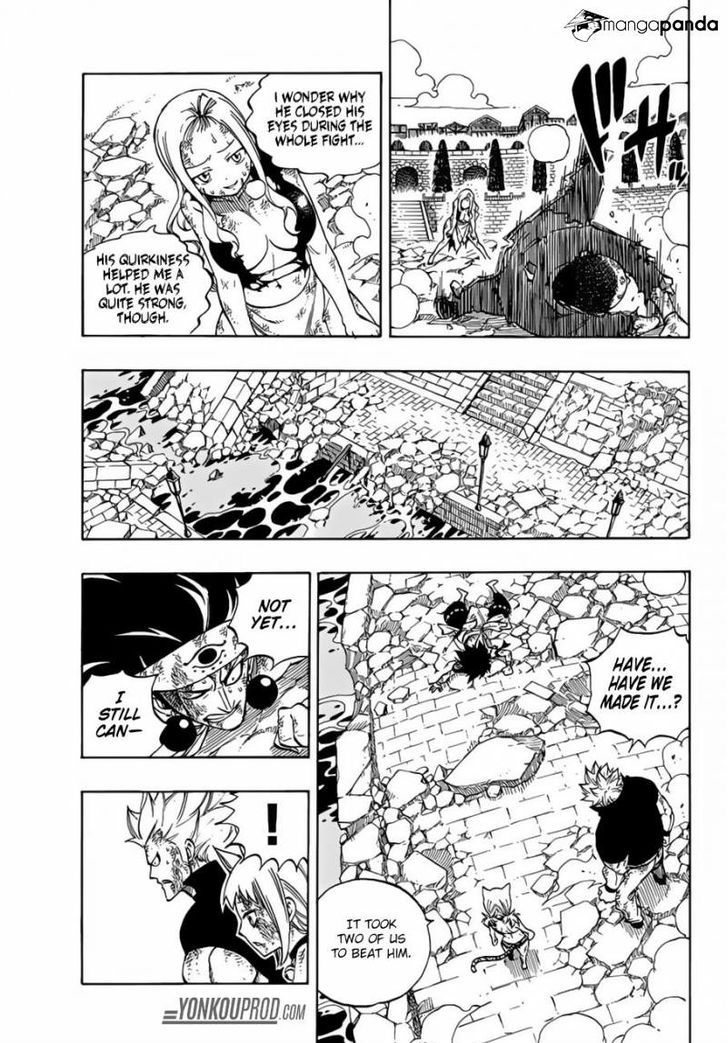 mangapanda
ドサ
I WONDER WHY
HE CLOSED HIS
EYES DURING THE
WHOLE FIGHT...
HIS QUIRKINESS
HELPED ME A
LOT. HE WAS
QUITE STRONG,
THOUGH.
HAVE...
HAVE WE
MADE IT...?
IT TOOK
TWO OF US
TO BEAT HIM.
NOT
YET...
I
STILL
CAN—
!
YONKOUPROD.COM